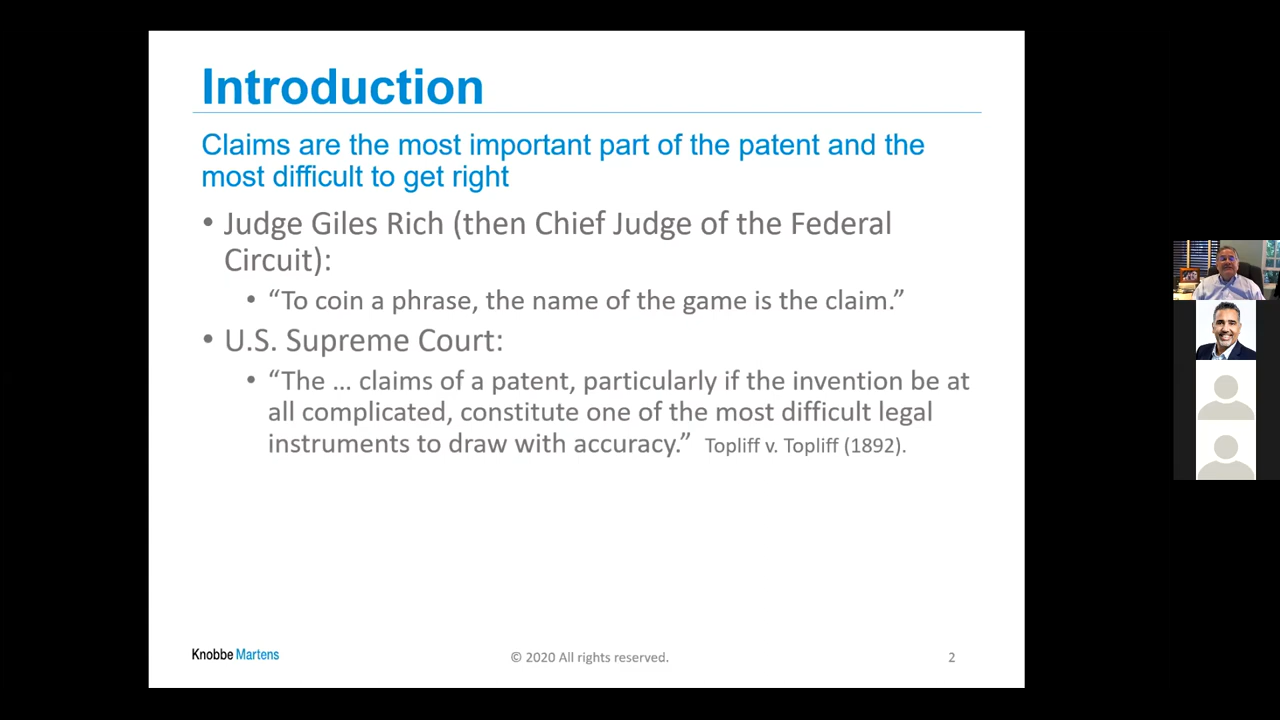 Introduction
Claims are the most important part of the patent and the
most difficult to get right
• Judge Giles Rich (then Chief Judge of the Federal
Circuit):
• “To coin a phrase, the name of the game is the claim.”
• U.S. Supreme Court:
• “The … claims of a patent, particularly if the invention be at
all complicated, constitute one of the most difficult legal
instruments to draw with accuracy.” Topliff v. Topliff (1892).
Knobbe Martens
© 2020 All rights reserved.
2